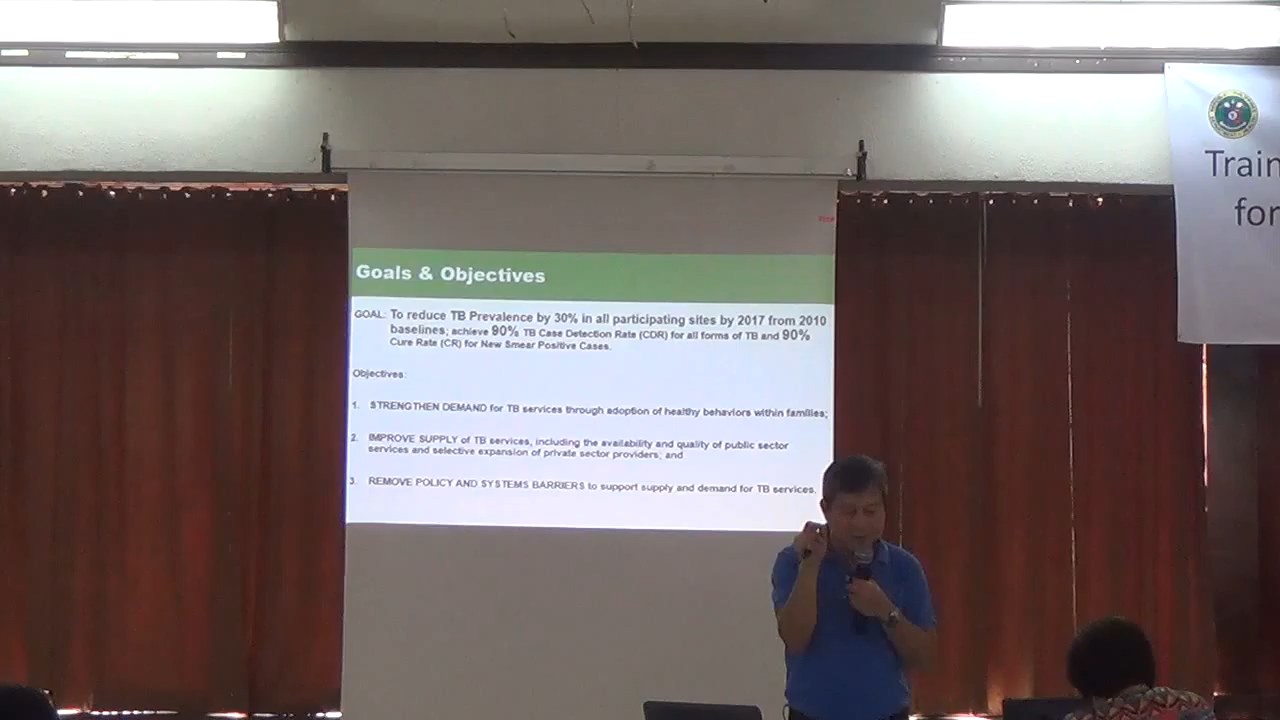 Train
for
Goals & Objectives
GOAL: To reduce TB Prevalence by 30% in all participating sites by 2017 from 2010
baselines; achieve 90% TB Case Detection Rate (CDR) for all forms of TB and 90%
Cure Rate (CR) for New Smear Positive Cases.
Objectives:
1. STRENGTHEN DEMAND for TB services through adoption of healthy behaviors within families;
2. IMPROVE SUPPLY of TB services, including the availability and quality of public sector
services and selective expansion of private sector providers; and
3. REMOVE POLICY AND SYSTEMS BARRIERS to support supply and demand for TB services.